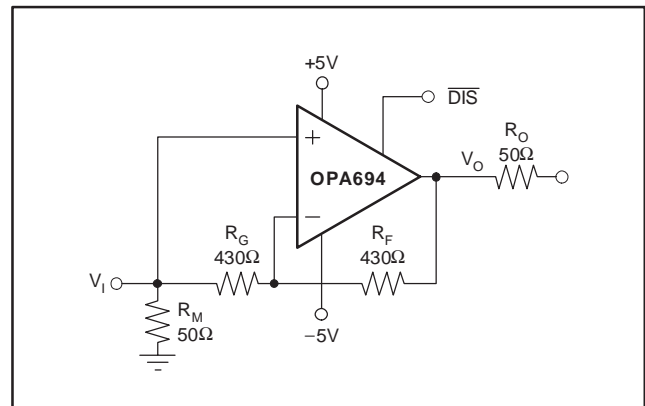 +5V
DIS
+
OPA694
−
V_O
R_O
50Ω
R_G
430Ω
R_F
430Ω
V_I
R_M
50Ω
−5V